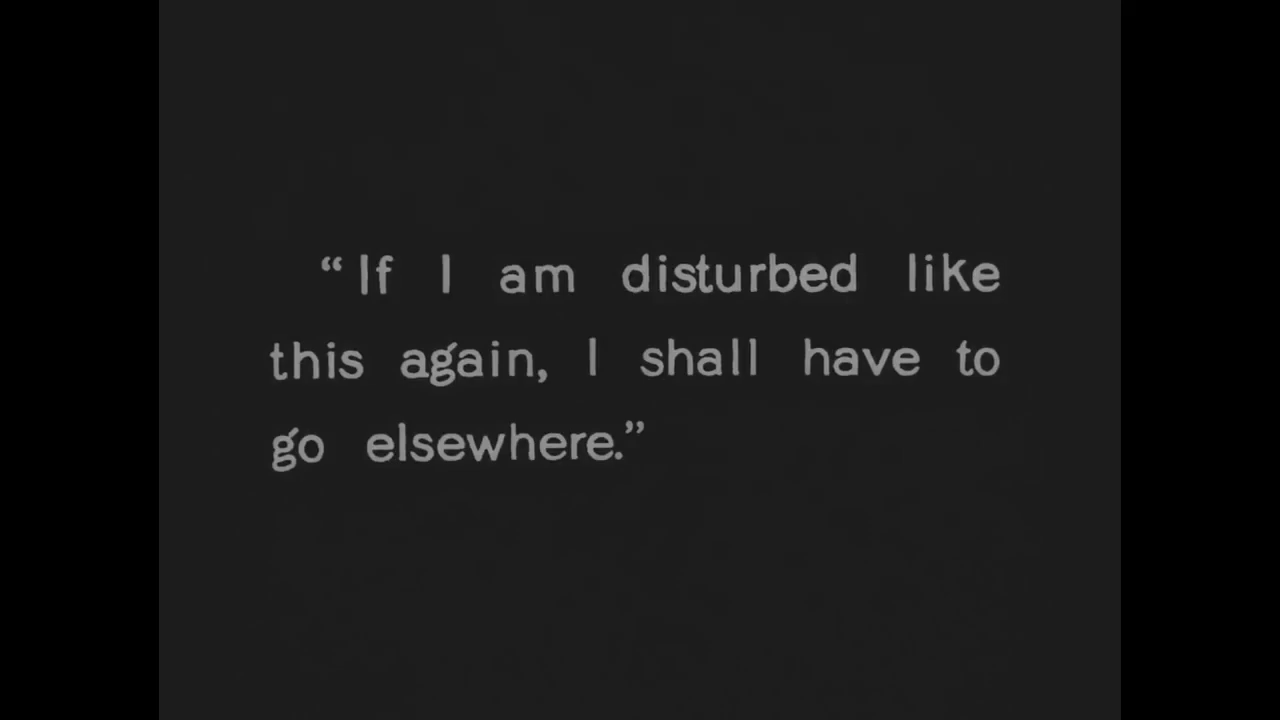 “If I am disturbed like
this again, I shall have to
go elsewhere.”